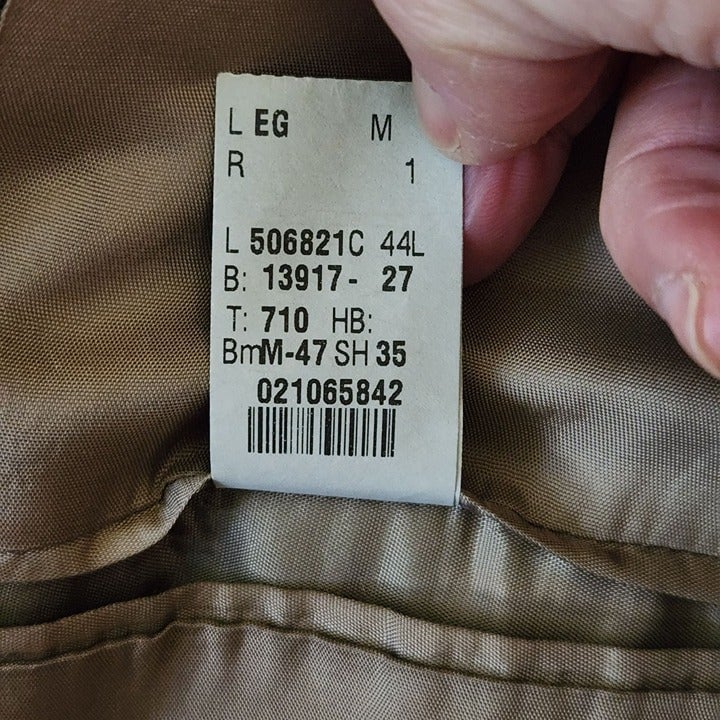 L EG M
R 1
L 506821C 44L
B: 13917- 27
T: 710 HB:
BmM-47 SH 35
021065842